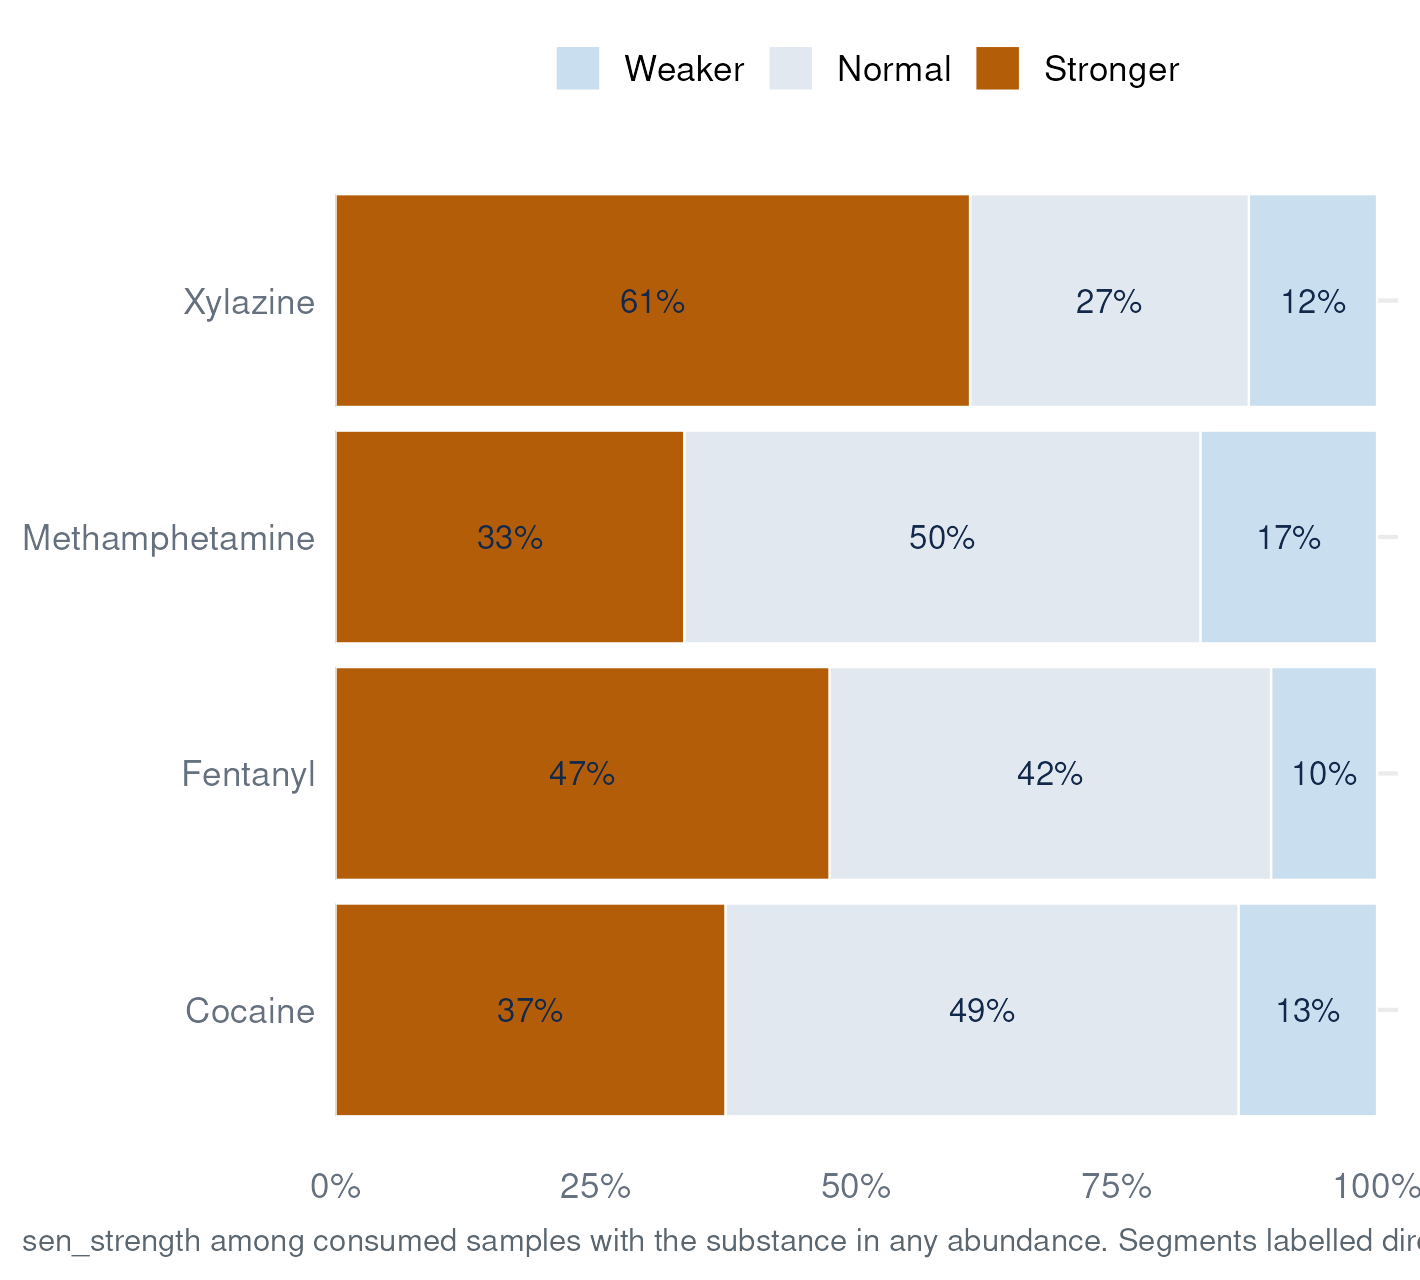 Weaker Normal Stronger
Xylazine 61% 27% 12%
Methamphetamine 33% 50% 17%
Fentanyl 47% 42% 10%
Cocaine 37% 49% 13%
0% 25% 50% 75% 100%
sen_strength among consumed samples with the substance in any abundance. Segments labelled